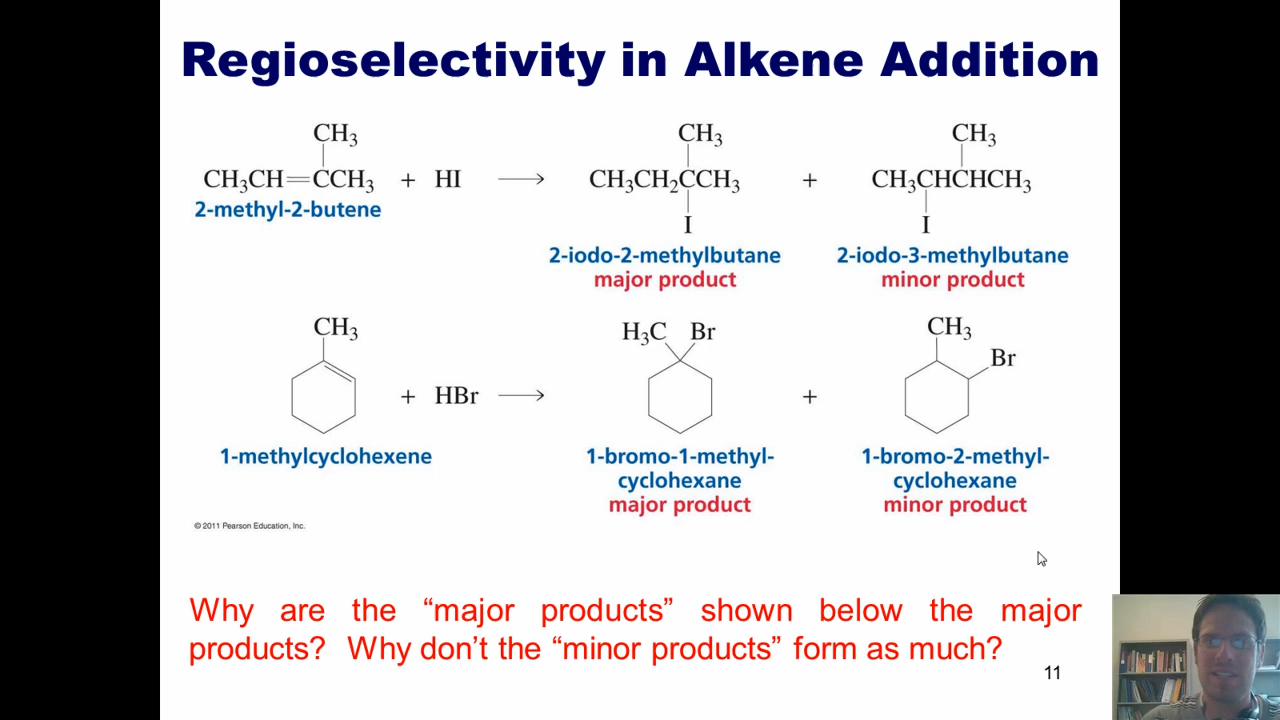 Regioselectivity in Alkene Addition
CH3 CH3 CH3
CH3CH=CCH3 + HI CH3CH2CCH3 + CH3CHCHCH3
2-methyl-2-butene
I I
2-iodo-2-methylbutane 2-iodo-3-methylbutane
major product minor product
CH3 H3C Br CH3
Br
+ HBr +
1-methylcyclohexene 1-bromo-1-methyl- 1-bromo-2-methyl-
cyclohexane cyclohexane
major product minor product
© 2011 Pearson Education, Inc.
Why are the “major products” shown below the major
products? Why don’t the “minor products” form as much?
11